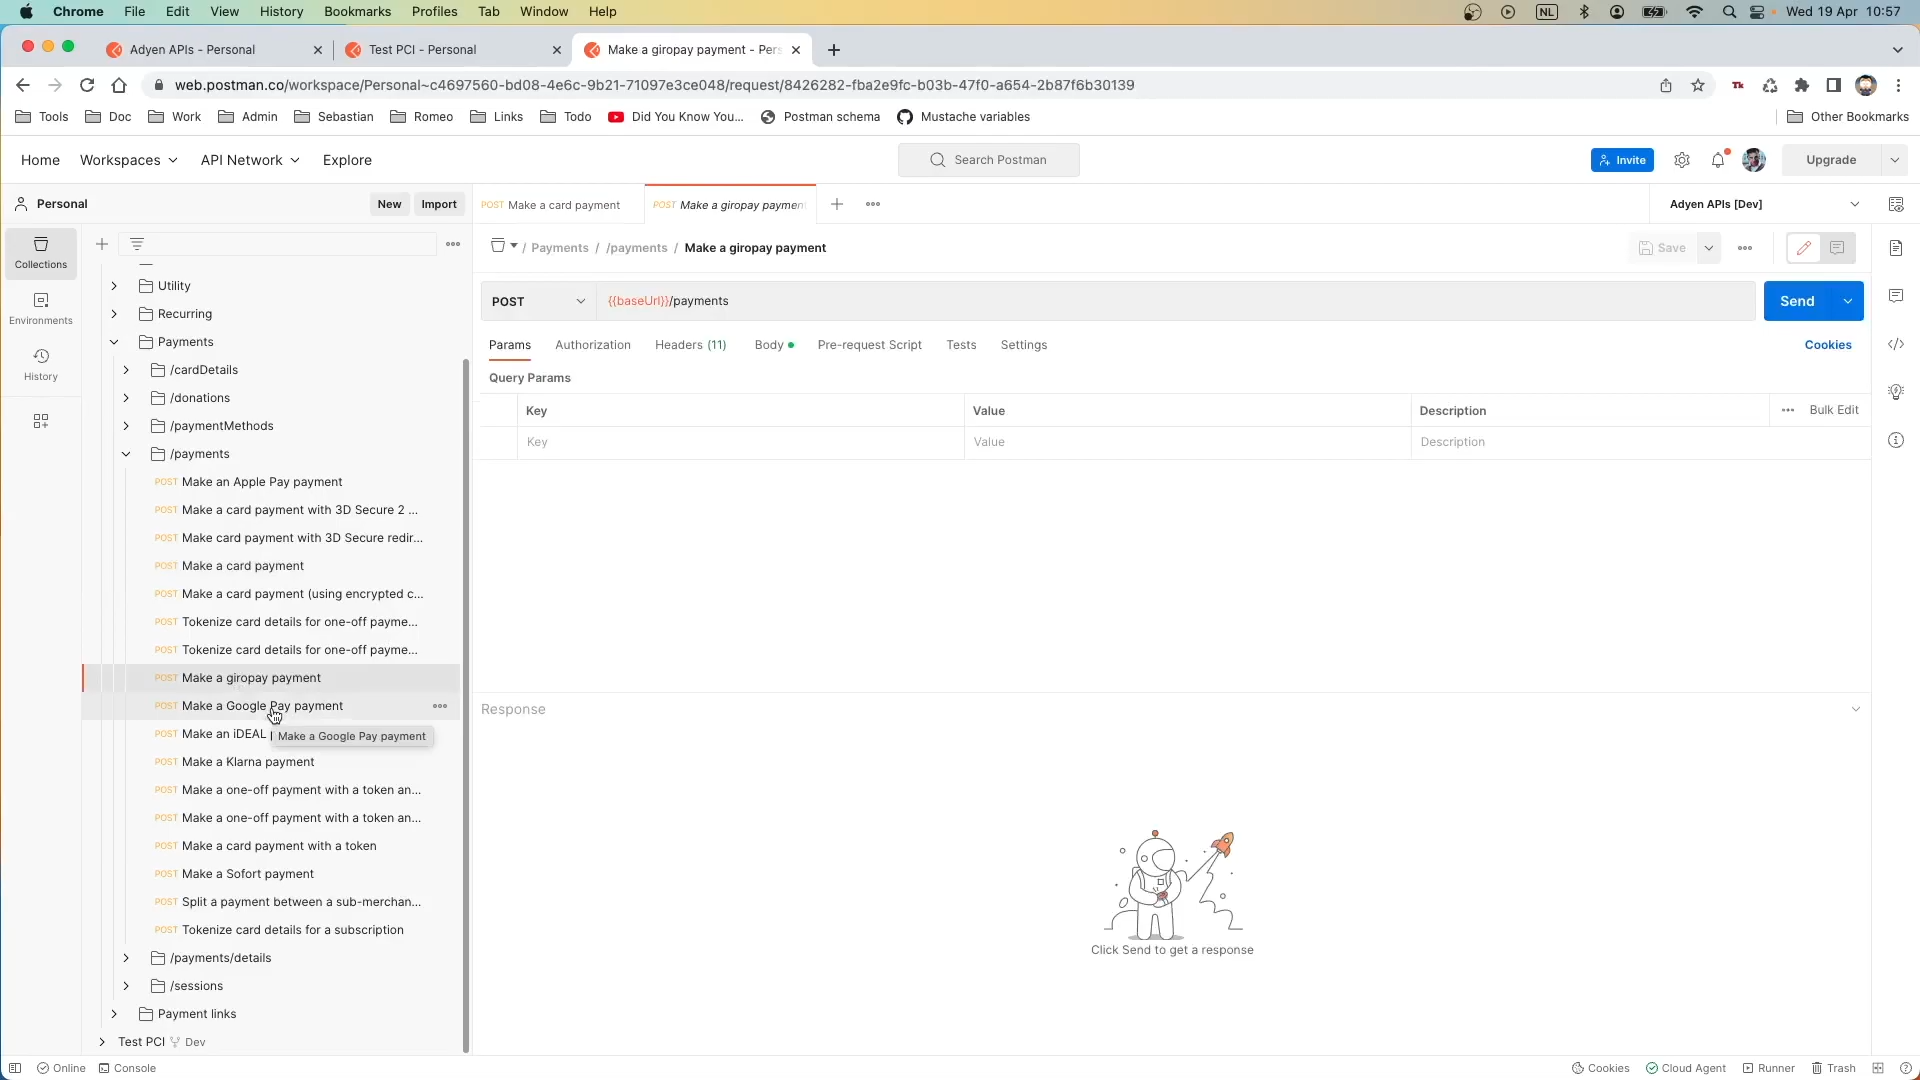 Chrome File Edit View History Bookmarks Profiles Tab Window Help NL Wed 19 Apr 10:57
Adyen APIs - Personal Test PCI - Personal Make a giropay payment - Pers
web.postman.co/workspace/Personal~c4697560-bd08-4e6c-9b21-71097e3ce048/request/8426282-fba2e9fc-b03b-47f0-a654-2b87f6b30139
Tools Doc Work Admin Sebastian Romeo Links Todo Did You Know You... Postman schema Mustache variables Other Bookmarks
Home Workspaces API Network Explore Search Postman Invite Upgrade
Personal New Import POST Make a card payment POST Make a giropay paymen Adyen APIs [Dev]
Collections
Environments
History
Utility
Recurring
Payments
/cardDetails
/donations
/paymentMethods
/payments
POST Make an Apple Pay payment
POST Make a card payment with 3D Secure 2 ...
POST Make card payment with 3D Secure redir...
POST Make a card payment
POST Make a card payment (using encrypted c...
POST Tokenize card details for one-off payme...
POST Tokenize card details for one-off payme...
POST Make a giropay payment
POST Make a Google Pay payment
POST Make an iDEAL
Make a Google Pay payment
POST Make a Klarna payment
POST Make a one-off payment with a token an...
POST Make a one-off payment with a token an...
POST Make a card payment with a token
POST Make a Sofort payment
POST Split a payment between a sub-merchan...
POST Tokenize card details for a subscription
/payments/details
/sessions
Payment links
Test PCI Dev
/ Payments / /payments / Make a giropay payment Save
POST {{baseUrl}}/payments Send
Params Authorization Headers (11) Body Pre-request Script Tests Settings Cookies
Query Params
Key Value Description Bulk Edit
Key Value Description
Response
Click Send to get a response
Online Console Cookies Cloud Agent Runner Trash